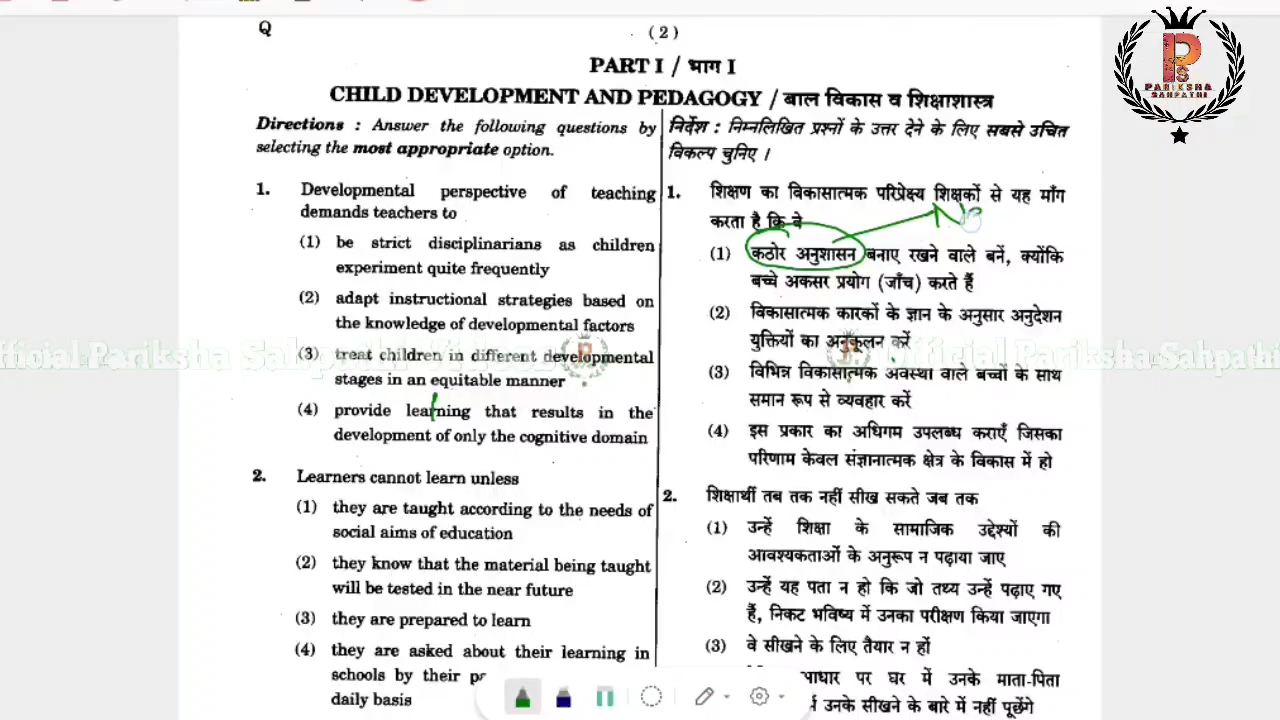 Q
( 2 )
PART I / भाग I
CHILD DEVELOPMENT AND PEDAGOGY / बाल विकास व शिक्षाशास्त्र
Directions : Answer the following questions by
selecting the most appropriate option.
1. Developmental perspective of teaching
demands teachers to
(1) be strict disciplinarians as children
experiment quite frequently
(2) adapt instructional strategies based on
the knowledge of developmental factors
(3) treat children in different developmental
stages in an equitable manner
(4) provide learning that results in the
development of only the cognitive domain
2. Learners cannot learn unless
(1) they are taught according to the needs of
social aims of education
(2) they know that the material being taught
will be tested in the near future
(3) they are prepared to learn
(4) they are asked about their learning in
schools by their
daily basis
निर्देश : निम्नलिखित प्रश्नों के उत्तर देने के लिए सबसे उचित
विकल्प चुनिए ।
1. शिक्षण का विकासात्मक परिप्रेक्ष्य शिक्षकों से यह माँग
करता है कि वे
(1) कठोर अनुशासन बनाए रखने वाले बनें, क्योंकि
बच्चे अकसर प्रयोग (जाँच) करते हैं
(2) विकासात्मक कारकों के ज्ञान के अनुसार अनुदेशन
युक्तियों का अनुकूलन करें
(3) विभिन्न विकासात्मक अवस्था वाले बच्चों के साथ
समान रूप से व्यवहार करें
(4) इस प्रकार का अधिगम उपलब्ध कराएँ जिसका
परिणाम केवल संज्ञानात्मक क्षेत्र के विकास में हो
2. शिक्षार्थी तब तक नहीं सीख सकते जब तक
(1) उन्हें शिक्षा के सामाजिक उद्देश्यों की
आवश्यकताओं के अनुरूप न पढ़ाया जाए
(2) उन्हें यह पता न हो कि जो तथ्य उन्हें पढ़ाए गए
हैं, निकट भविष्य में उनका परीक्षण किया जाएगा
(3) वे सीखने के लिए तैयार न हों
पर घर में उनके माता-पिता
उनके सीखने के बारे में नहीं पूछेंगे
No
PS
PARIKSHA
SAHPATHI
Official Pariksha Sahpathi